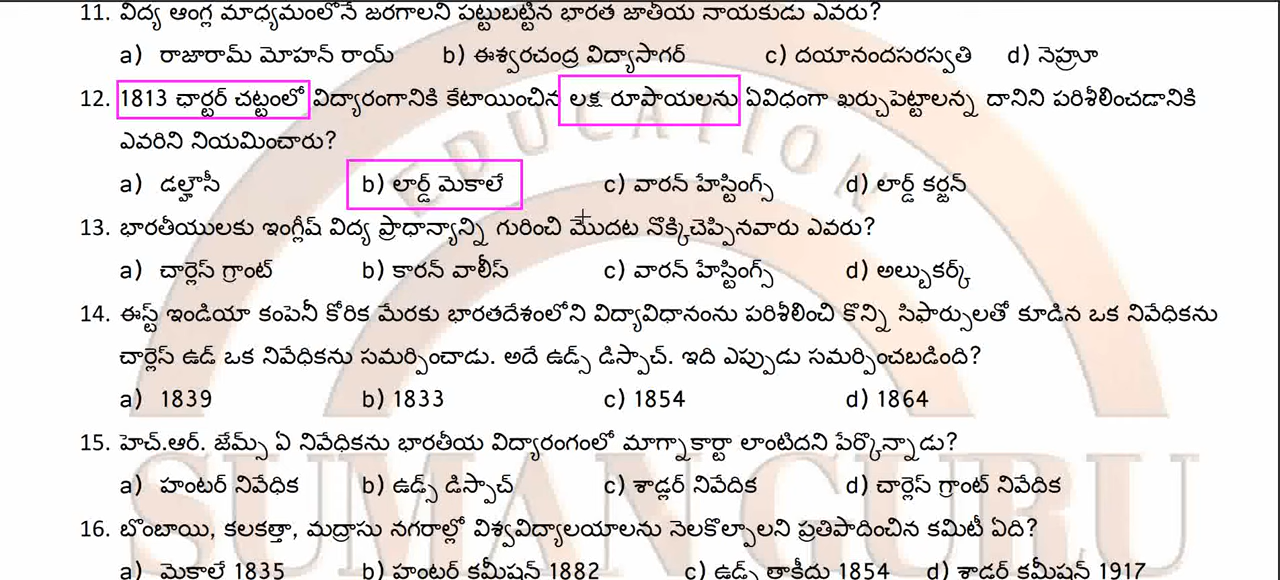 11. విద్య ఆంగ్ల మాధ్యమంలోనే జరగాలని పట్టుబట్టిన భారత జాతీయ నాయకుడు ఎవరు?
a) రాజారామ్ మోహన్ రాయ్ b) ఈశ్వరచంద్ర విద్యాసాగర్ c) దయానందసరస్వతి d) నెహ్రూ
12. 1813 ఛార్టర్ చట్టంలో విద్యారంగానికి కేటాయించిన లక్ష రూపాయలను ఏవిధంగా ఖర్చుపెట్టాలన్న దానిని పరిశీలించడానికి
ఎవరిని నియమించారు?
a) డల్హౌసీ b) లార్డ్ మెకాలే c) వారన్ హేస్టింగ్స్ d) లార్డ్ కర్జన్
13. భారతీయులకు ఇంగ్లీష్ విద్య ప్రాధాన్యాన్ని గురించి మొదట నొక్కిచెప్పినవారు ఎవరు?
a) చార్లెస్ గ్రాంట్ b) కారన్ వాలీస్ c) వారన్ హేస్టింగ్స్ d) అల్బుకర్క్
14. ఈస్ట్ ఇండియా కంపెనీ కోరిక మేరకు భారతదేశంలోని విద్యావిధానంను పరిశీలించి కొన్ని సిఫార్సులతో కూడిన ఒక నివేధికను
చార్లెస్ ఉడ్ ఒక నివేధికను సమర్పించాడు. అదే ఉడ్స్ డిస్పాచ్. ఇది ఎప్పుడు సమర్పించబడింది?
a) 1839 b) 1833 c) 1854 d) 1864
15. హెచ్.ఆర్. జేమ్స్ ఏ నివేధికను భారతీయ విద్యారంగంలో మాగ్నాకార్టా లాంటిదని పేర్కొన్నాడు?
a) హంటర్ నివేధిక b) ఉడ్స్ డిస్పాచ్ c) శాడ్లర్ నివేదిక d) చార్లెస్ గ్రాంట్ నివేదిక
16. బొంబాయి, కలకత్తా, మద్రాసు నగరాల్లో విశ్వవిద్యాలయాలను నెలకొల్పాలని ప్రతిపాదించిన కమిటీ ఏది?
a) మెకాలే 1835 b) హంటర్ కమీషన్ 1882 c) ఉడ్స్ తాకీదు 1854 d) శాడ్లర్ కమీషన్ 1917
EDUCATION
SUMAN GURU